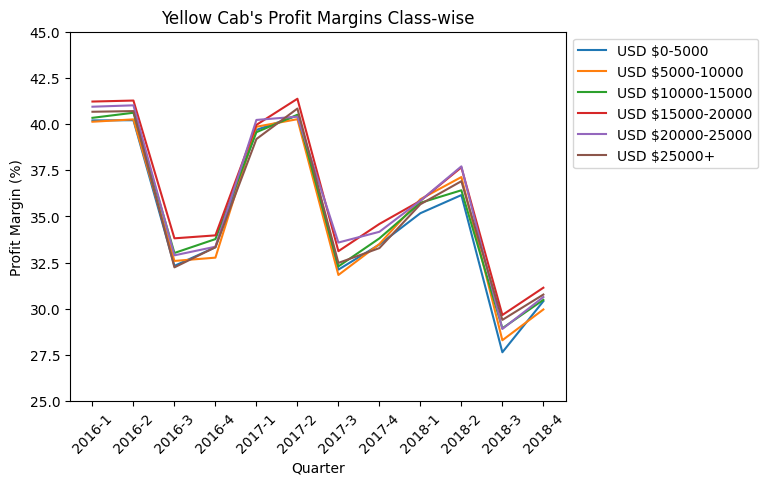 Yellow Cab's Profit Margins Class-wise
45.0
42.5
40.0
37.5
35.0
32.5
30.0
27.5
25.0
Profit Margin (%)
2016-1
2016-2
2016-3
2016-4
2017-1
2017-2
2017-3
2017-4
2018-1
2018-2
2018-3
2018-4
Quarter
USD $0-5000
USD $5000-10000
USD $10000-15000
USD $15000-20000
USD $20000-25000
USD $25000+